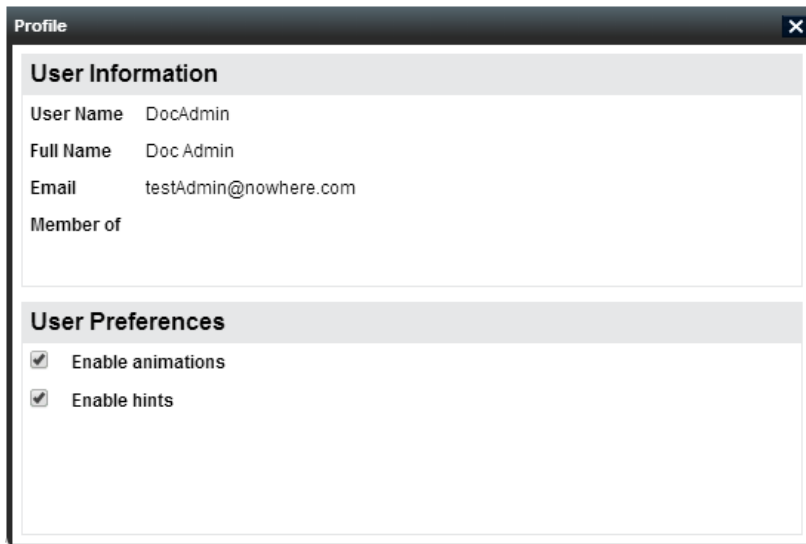 Profile
User Information
User Name DocAdmin
Full Name Doc Admin
Email testAdmin@nowhere.com
Member of
User Preferences
Enable animations
Enable hints